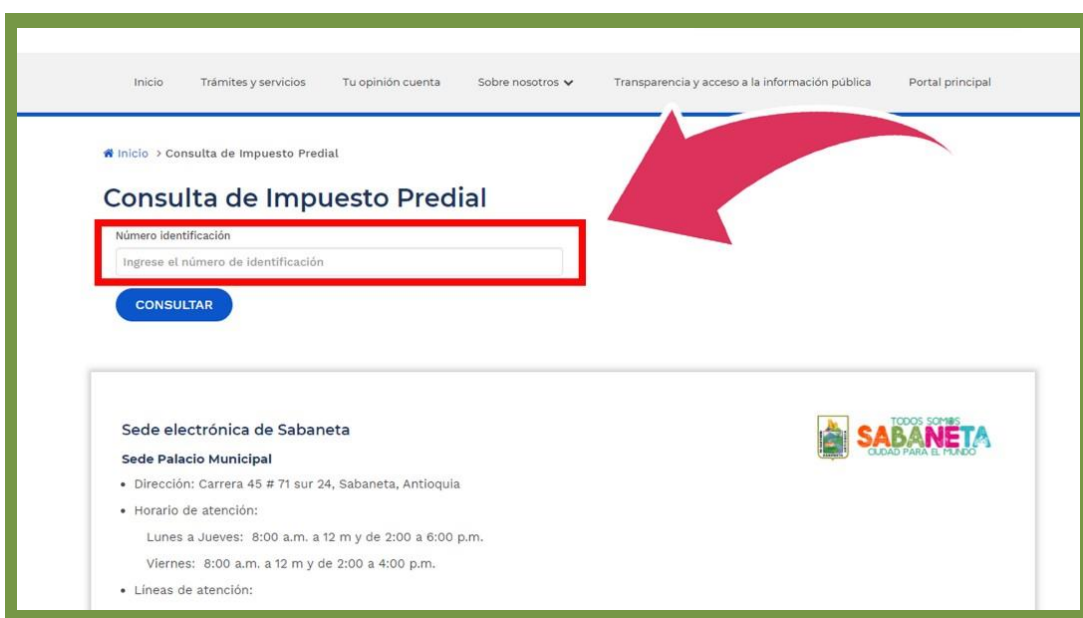 Inicio Trámites y servicios Tu opinión cuenta Sobre nosotros Transparencia y acceso a la información pública Portal principal
Inicio > Consulta de Impuesto Predial
Consulta de Impuesto Predial
Número identificación
Ingrese el número de identificación
CONSULTAR
Sede electrónica de Sabaneta
TODOS SOMOS
SABANETA
CIUDAD PARA EL MUNDO
Sede Palacio Municipal
• Dirección: Carrera 45 # 71 sur 24, Sabaneta, Antioquia
• Horario de atención:
Lunes a Jueves: 8:00 a.m. a 12 m y de 2:00 a 6:00 p.m.
Viernes: 8:00 a.m. a 12 m y de 2:00 a 4:00 p.m.
• Líneas de atención: